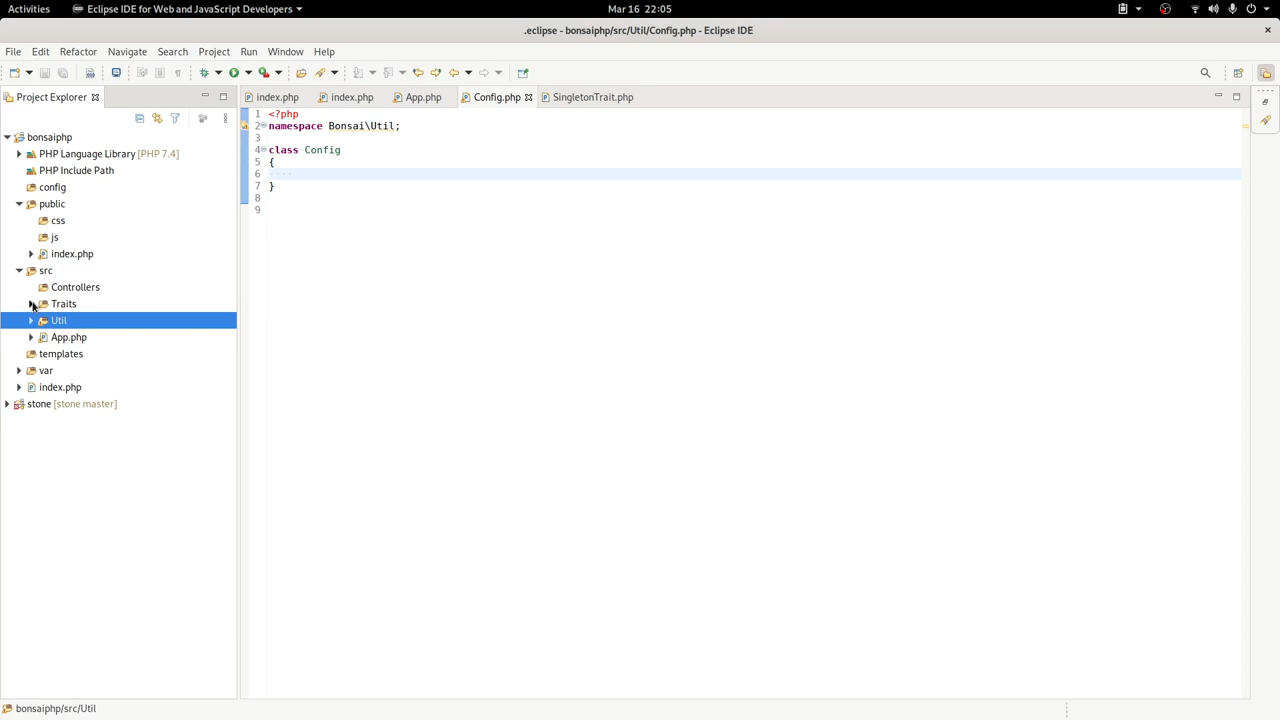 Activities
Eclipse IDE for Web and JavaScript Developers
Mar 16 22:05
.eclipse - bonsaiphp/src/Util/Config.php - Eclipse IDE
File Edit Refactor Navigate Search Project Run Window Help
Project Explorer
index.php
index.php
App.php
Config.php
SingletonTrait.php
bonsaiphp
PHP Language Library [PHP 7.4]
PHP Include Path
config
public
css
js
index.php
src
Controllers
Traits
Util
App.php
templates
var
index.php
stone [stone master]
1 <?php
2 namespace Bonsai\Util;
3
4 class Config
5 {
6
7 }
8
9
bonsaiphp/src/Util